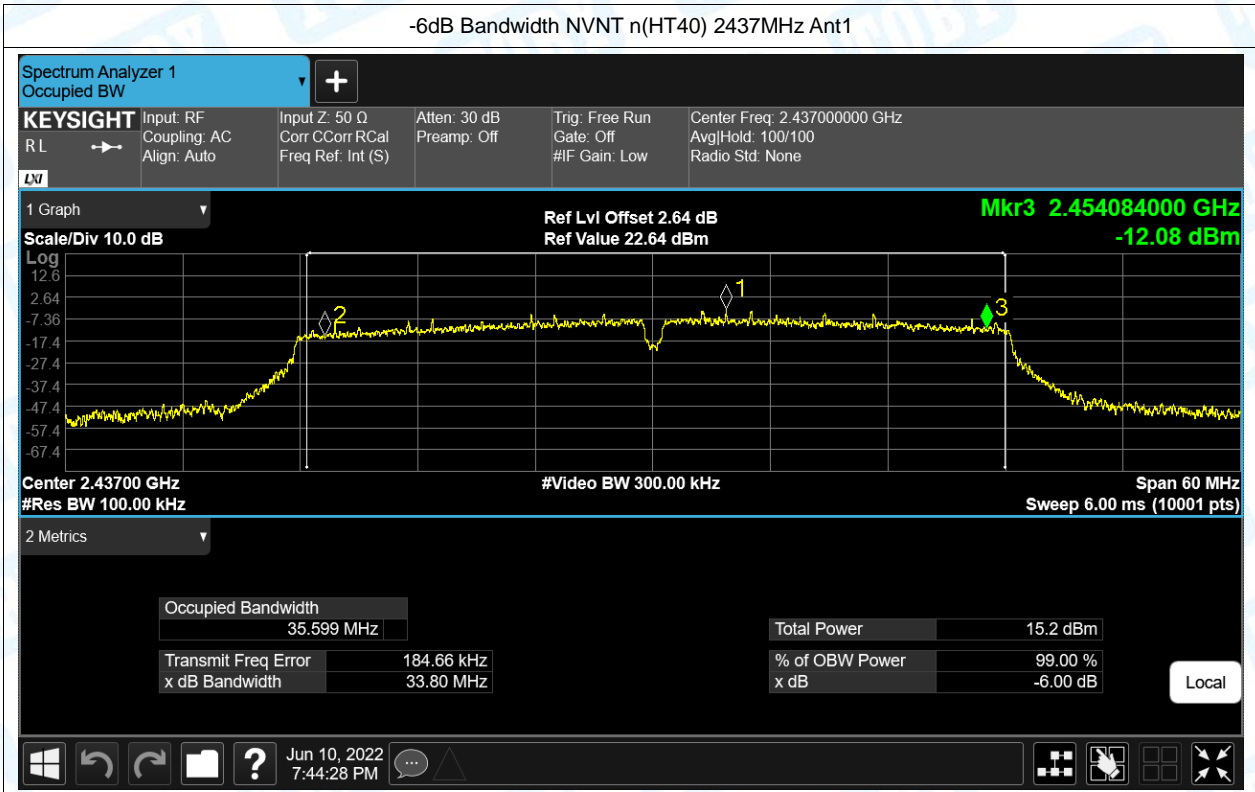 -6dB Bandwidth NVNT n(HT40) 2437MHz Ant1
Spectrum Analyzer 1
Occupied BW
KEYSIGHT
RL
LXI
Input: RF
Coupling: AC
Align: Auto
Input Z: 50 Ω
Corr CCorr RCal
Freq Ref: Int (S)
Atten: 30 dB
Preamp: Off
Trig: Free Run
Gate: Off
#IF Gain: Low
Center Freq: 2.437000000 GHz
Avg|Hold: 100/100
Radio Std: None
1 Graph
Scale/Div 10.0 dB
Ref Lvl Offset 2.64 dB
Ref Value 22.64 dBm
Mkr3 2.454084000 GHz
-12.08 dBm
Log
12.6
2.64
-7.36
-17.4
-27.4
-37.4
-47.4
-57.4
-67.4
2
1
3
Center 2.43700 GHz
#Res BW 100.00 kHz
#Video BW 300.00 kHz
Span 60 MHz
Sweep 6.00 ms (10001 pts)
2 Metrics
Occupied Bandwidth
35.599 MHz
Transmit Freq Error 184.66 kHz
x dB Bandwidth 33.80 MHz
Total Power 15.2 dBm
% of OBW Power 99.00 %
x dB -6.00 dB
Local
Jun 10, 2022
7:44:28 PM